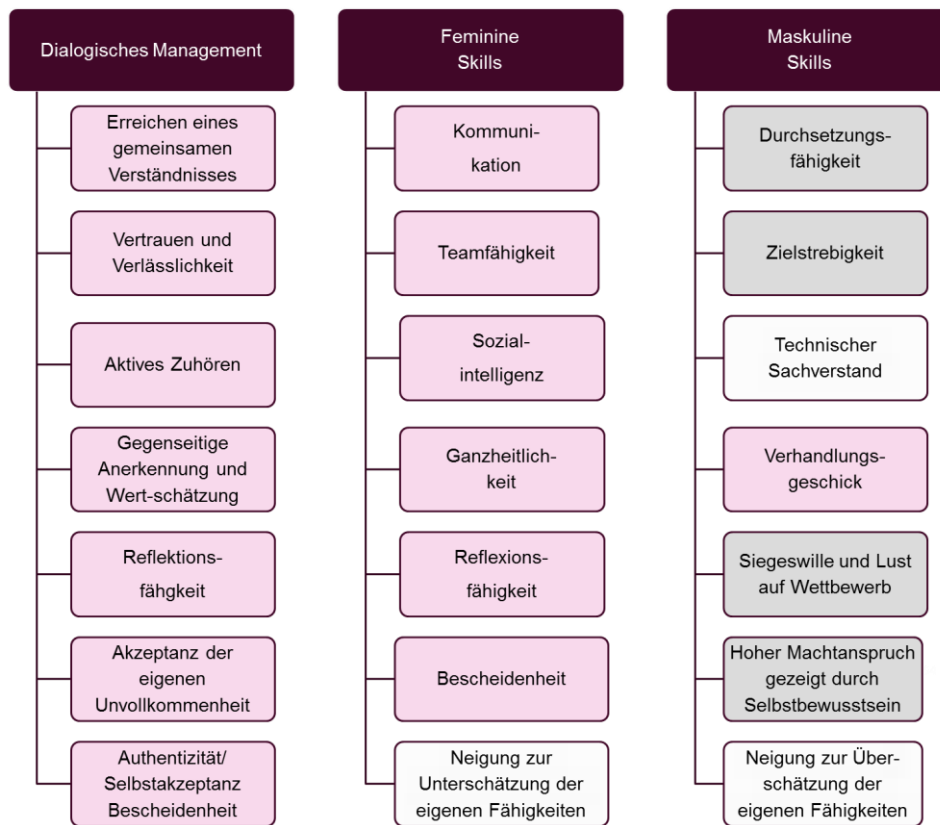 Dialogisches Management
Erreichen eines
gemeinsamen
Verständnisses
Vertrauen und
Verlässlichkeit
Aktives Zuhören
Gegenseitige
Anerkennung und
Wert-schätzung
Reflektions-
fähgkeit
Akzeptanz der
eigenen
Unvollkommenheit
Authentizität/
Selbstakzeptanz
Bescheidenheit
Feminine
Skills
Kommuni-
kation
Teamfähigkeit
Sozial-
intelligenz
Ganzheitlich-
keit
Reflexions-
fähigkeit
Bescheidenheit
Neigung zur
Unterschätzung der
eigenen Fähigkeiten
Maskuline
Skills
Durchsetzungs-
fähigkeit
Zielstrebigkeit
Technischer
Sachverstand
Verhandlungs-
geschick
Siegeswille und Lust
auf Wettbewerb
Hoher Machtanspruch
gezeigt durch
Selbstbewusstsein
Neigung zur Über-
schätzung der
eigenen Fähigkeiten